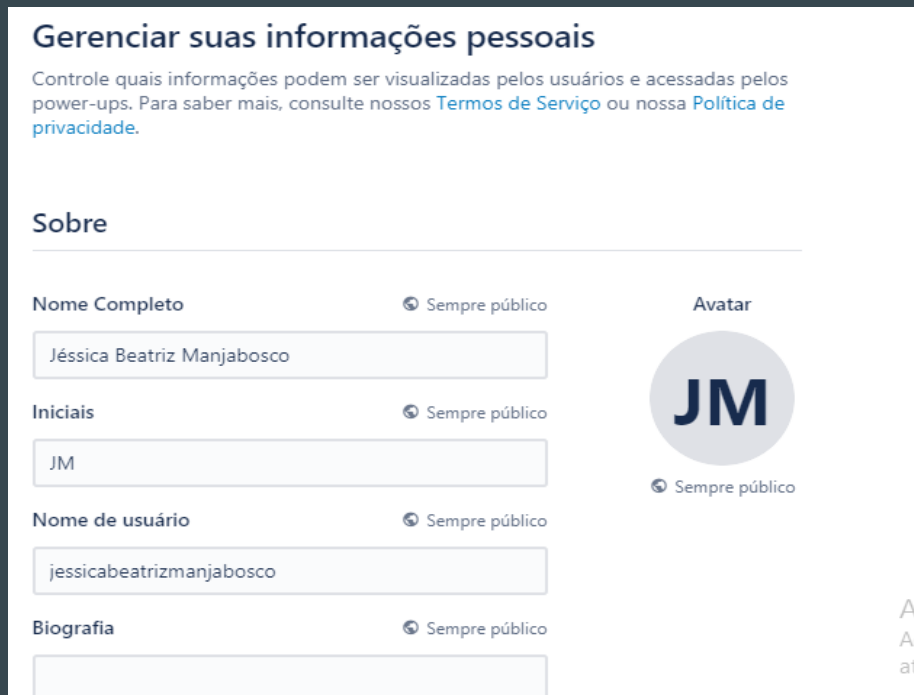 Gerenciar suas informações pessoais
Controle quais informações podem ser visualizadas pelos usuários e acessadas pelos
power-ups. Para saber mais, consulte nossos Termos de Serviço ou nossa Política de
privacidade.
Sobre
Nome Completo
Sempre público
Jéssica Beatriz Manjabosco
Iniciais
Sempre público
JM
Nome de usuário
Sempre público
jessicabeatrizmanjabosco
Biografia
Sempre público
Avatar
JM
Sempre público